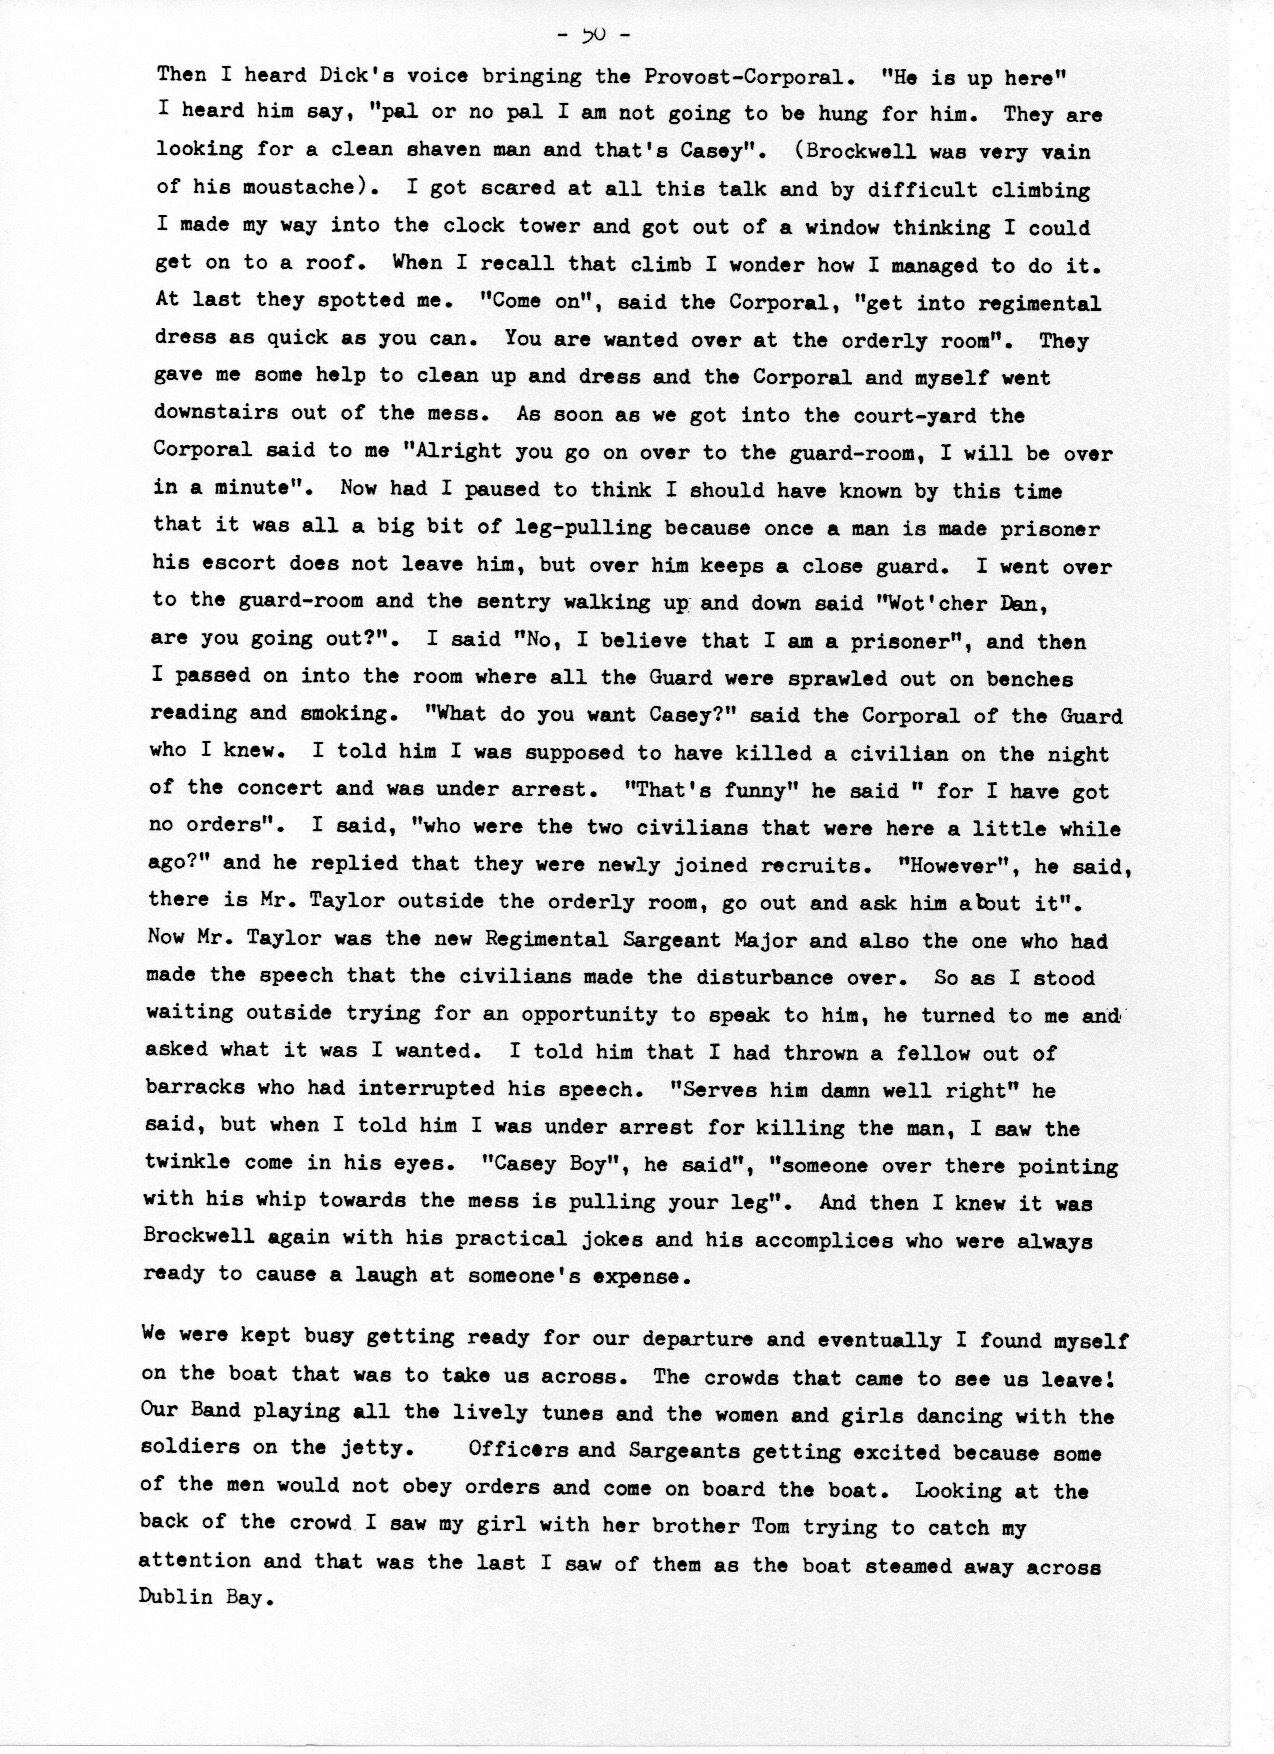 - 50 -
Then I heard Dick's voice bringing the Provost-Corporal.  "He is up here"
I heard him say, "pal or no pal I am not going to be hung for him.  They are
looking for a clean shaven man and that's Casey".  (Brockwell was very vain
of his moustache).  I got scared at all this talk and by difficult climbing
I made my way into the clock tower and got out of a window thinking I could
get on to a roof.  When I recall that climb I wonder how I managed to do it.
At last they spotted me.  "Come on", said the Corporal, "get into regimental
dress as quick as you can.  You are wanted over at the orderly room".  They
gave me some help to clean up and dress and the Corporal and myself went
downstairs out of the mess.  As soon as we got into the court-yard the
Corporal said to me "Alright you go on over to the guard-room, I will be over
in a minute".  Now had I paused to think I should have known by this time
that it was all a big bit of leg-pulling because once a man is made prisoner
his escort does not leave him, but over him keeps a close guard.  I went over
to the guard-room and the sentry walking up and down said "Wot'cher Dan,
are you going out?".  I said "No, I believe that I am a prisoner", and then
I passed on into the room where all the Guard were sprawled out on benches
reading and smoking.  "What do you want Casey?" said the Corporal of the Guard
who I knew.  I told him I was supposed to have killed a civilian on the night
of the concert and was under arrest.  "That's funny" he said " for I have got
no orders".  I said, "who were the two civilians that were here a little while
ago?" and he replied that they were newly joined recruits.  "However", he said,
there is Mr. Taylor outside the orderly room, go out and ask him about it".
Now Mr. Taylor was the new Regimental Sargeant Major and also the one who had
made the speech that the civilians made the disturbance over.  So as I stood
waiting outside trying for an opportunity to speak to him, he turned to me and
asked what it was I wanted.  I told him that I had thrown a fellow out of
barracks who had interrupted his speech.  "Serves him damn well right" he
said, but when I told him I was under arrest for killing the man, I saw the
twinkle come in his eyes.  "Casey Boy", he said", "someone over there pointing
with his whip towards the mess is pulling your leg".  And then I knew it was
Brockwell again with his practical jokes and his accomplices who were always
ready to cause a laugh at someone's expense.
We were kept busy getting ready for our departure and eventually I found myself
on the boat that was to take us across.  The crowds that came to see us leave!
Our Band playing all the lively tunes and the women and girls dancing with the
soldiers on the jetty.   Officers and Sargeants getting excited because some
of the men would not obey orders and come on board the boat.  Looking at the
back of the crowd I saw my girl with her brother Tom trying to catch my
attention and that was the last I saw of them as the boat steamed away across
Dublin Bay.